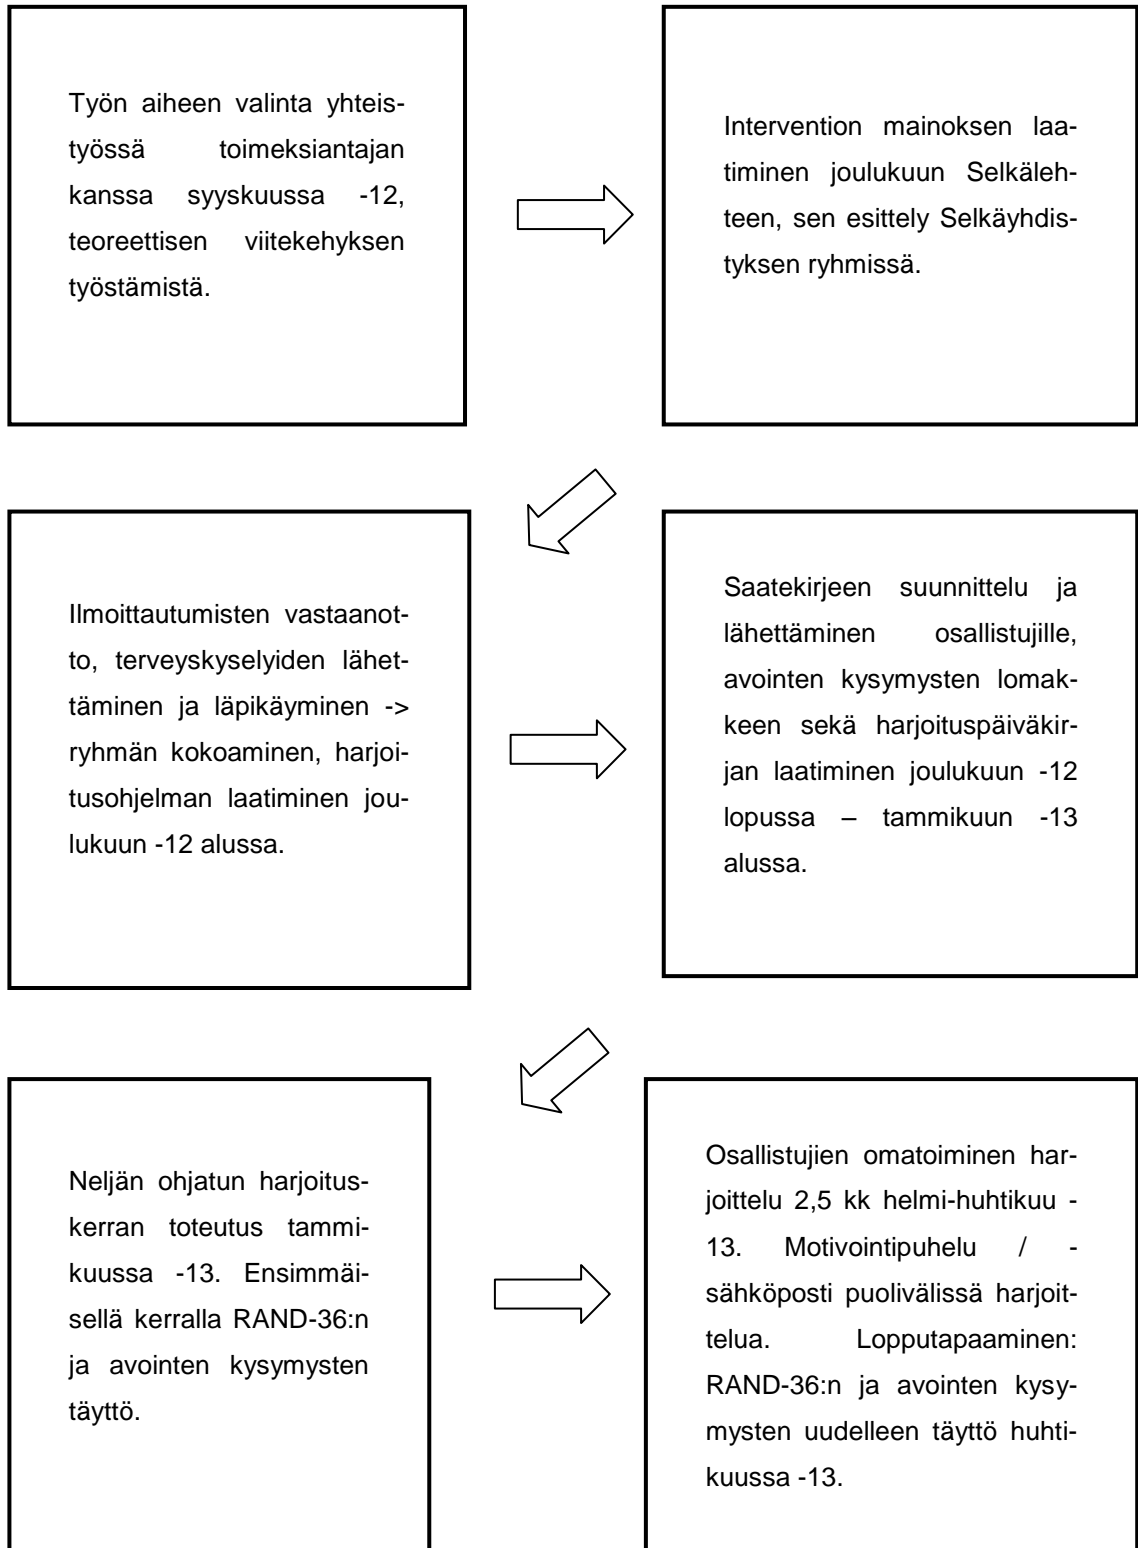 Työn aiheen valinta yhteis-
työssä toimeksiantajan
kanssa syyskuussa -12,
teoreettisen viitekehyksen
työstämistä.
Intervention mainoksen laa-
timinen joulukuun Selkäleh-
teen, sen esittely Selkäyhdis-
tyksen ryhmissä.
Ilmoittautumisten vastaanot-
to, terveyskyselyiden lähet-
täminen ja läpikäyminen ->
ryhmän kokoaminen, harjoi-
tusohjelman laatiminen jou-
lukuun -12 alussa.
Saatekirjeen suunnittelu ja
lähettäminen osallistujille,
avointen kysymysten lomak-
keen sekä harjoituspäiväkir-
jan laatiminen joulukuun -12
lopussa – tammikuun -13
alussa.
Neljän ohjatun harjoitus-
kerran toteutus tammi-
kuussa -13. Ensimmäi-
sellä kerralla RAND-36:n
ja avointen kysymysten
täyttö.
Osallistujien omatoiminen har-
joittelu 2,5 kk helmi-huhtikuu -
13. Motivointipuhelu / -
sähköposti puolivälissä harjoit-
telua. Lopputapaaminen:
RAND-36:n ja avointen kysy-
mysten uudelleen täyttö huhti-
kuussa -13.